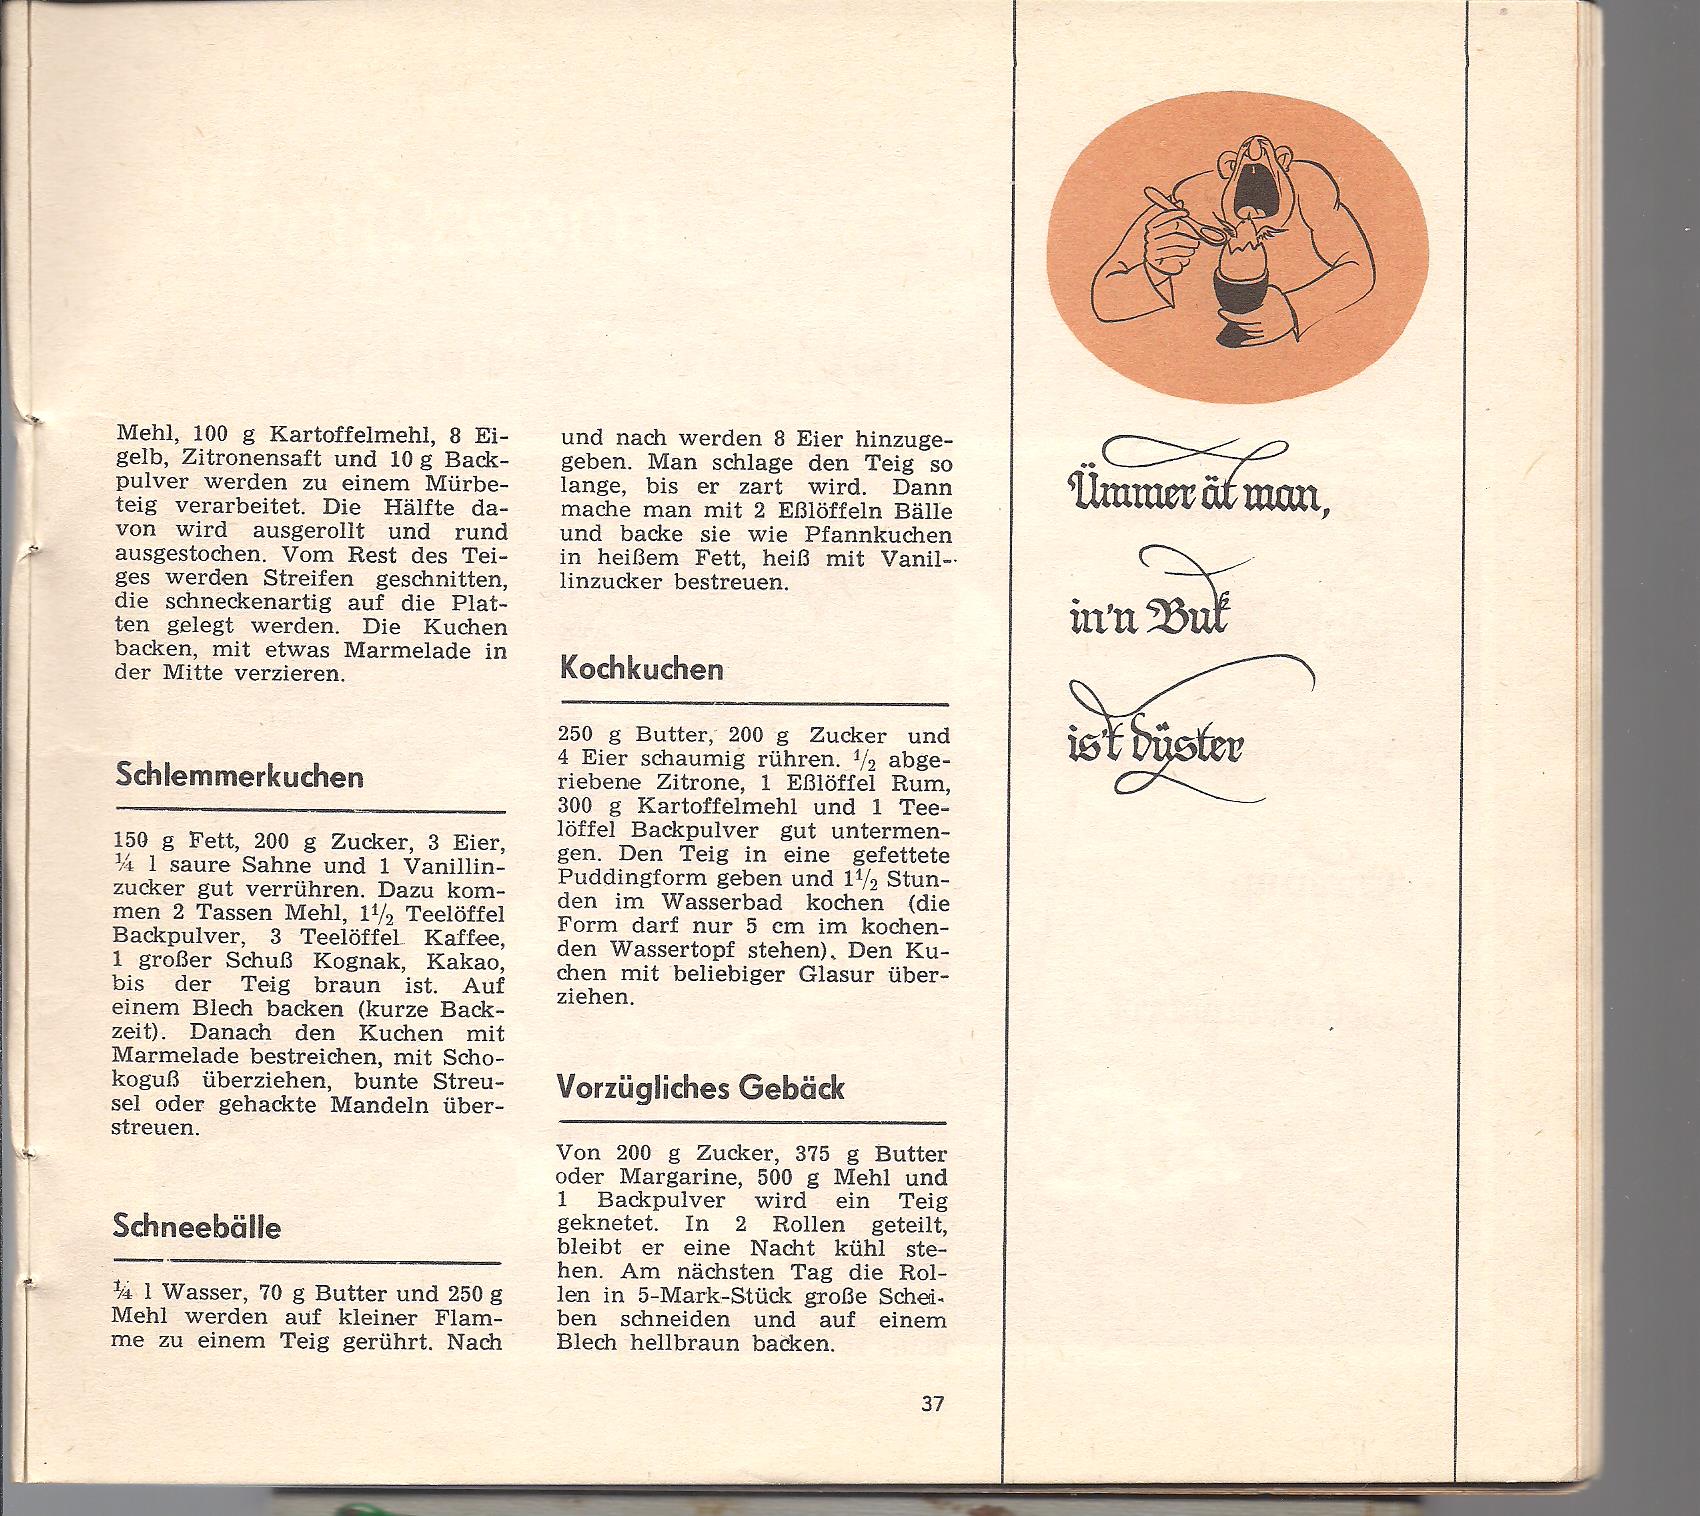 Mehl, 100 g Kartoffelmehl, 8 Ei-
gelb, Zitronensaft und 10 g Back-
pulver werden zu einem Mürbe-
teig verarbeitet. Die Hälfte da-
von wird ausgerollt und rund
ausgestochen. Vom Rest des Tei-
ges werden Streifen geschnitten,
die schneckenartig auf die Plat-
ten gelegt werden. Die Kuchen
backen, mit etwas Marmelade in
der Mitte verzieren.
Schlemmerkuchen
150 g Fett, 200 g Zucker, 3 Eier,
¼ l saure Sahne und 1 Vanillin-
zucker gut verrühren. Dazu kom-
men 2 Tassen Mehl, 1½ Teelöffel
Backpulver, 3 Teelöffel Kaffee,
1 großer Schuß Kognak, Kakao,
bis der Teig braun ist. Auf
einem Blech backen (kurze Back-
zeit). Danach den Kuchen mit
Marmelade bestreichen, mit Scho-
koguß überziehen, bunte Streu-
sel oder gehackte Mandeln über-
streuen.
Schneebälle
¼ l Wasser, 70 g Butter und 250 g
Mehl werden auf kleiner Flam-
me zu einem Teig gerührt. Nach
und nach werden 8 Eier hinzuge-
geben. Man schlage den Teig so
lange, bis er zart wird. Dann
mache man mit 2 Eßlöffeln Bälle
und backe sie wie Pfannkuchen
in heißem Fett, heiß mit Vanil-
linzucker bestreuen.
Kochkuchen
250 g Butter, 200 g Zucker und
4 Eier schaumig rühren. ½ abge-
riebene Zitrone, 1 Eßlöffel Rum,
300 g Kartoffelmehl und 1 Tee-
löffel Backpulver gut untermen-
gen. Den Teig in eine gefettete
Puddingform geben und 1½ Stun-
den im Wasserbad kochen (die
Form darf nur 5 cm im kochen-
den Wassertopf stehen). Den Ku-
chen mit beliebiger Glasur über-
ziehen.
Vorzügliches Gebäck
Von 200 g Zucker, 375 g Butter
oder Margarine, 500 g Mehl und
1 Backpulver wird ein Teig
geknetet. In 2 Rollen geteilt,
bleibt er eine Nacht kühl ste-
hen. Am nächsten Tag die Rol-
len in 5-Mark-Stück große Schei-
ben schneiden und auf einem
Blech hellbraun backen.
37
Ümmer ät man,
in'n Buk
is't düster